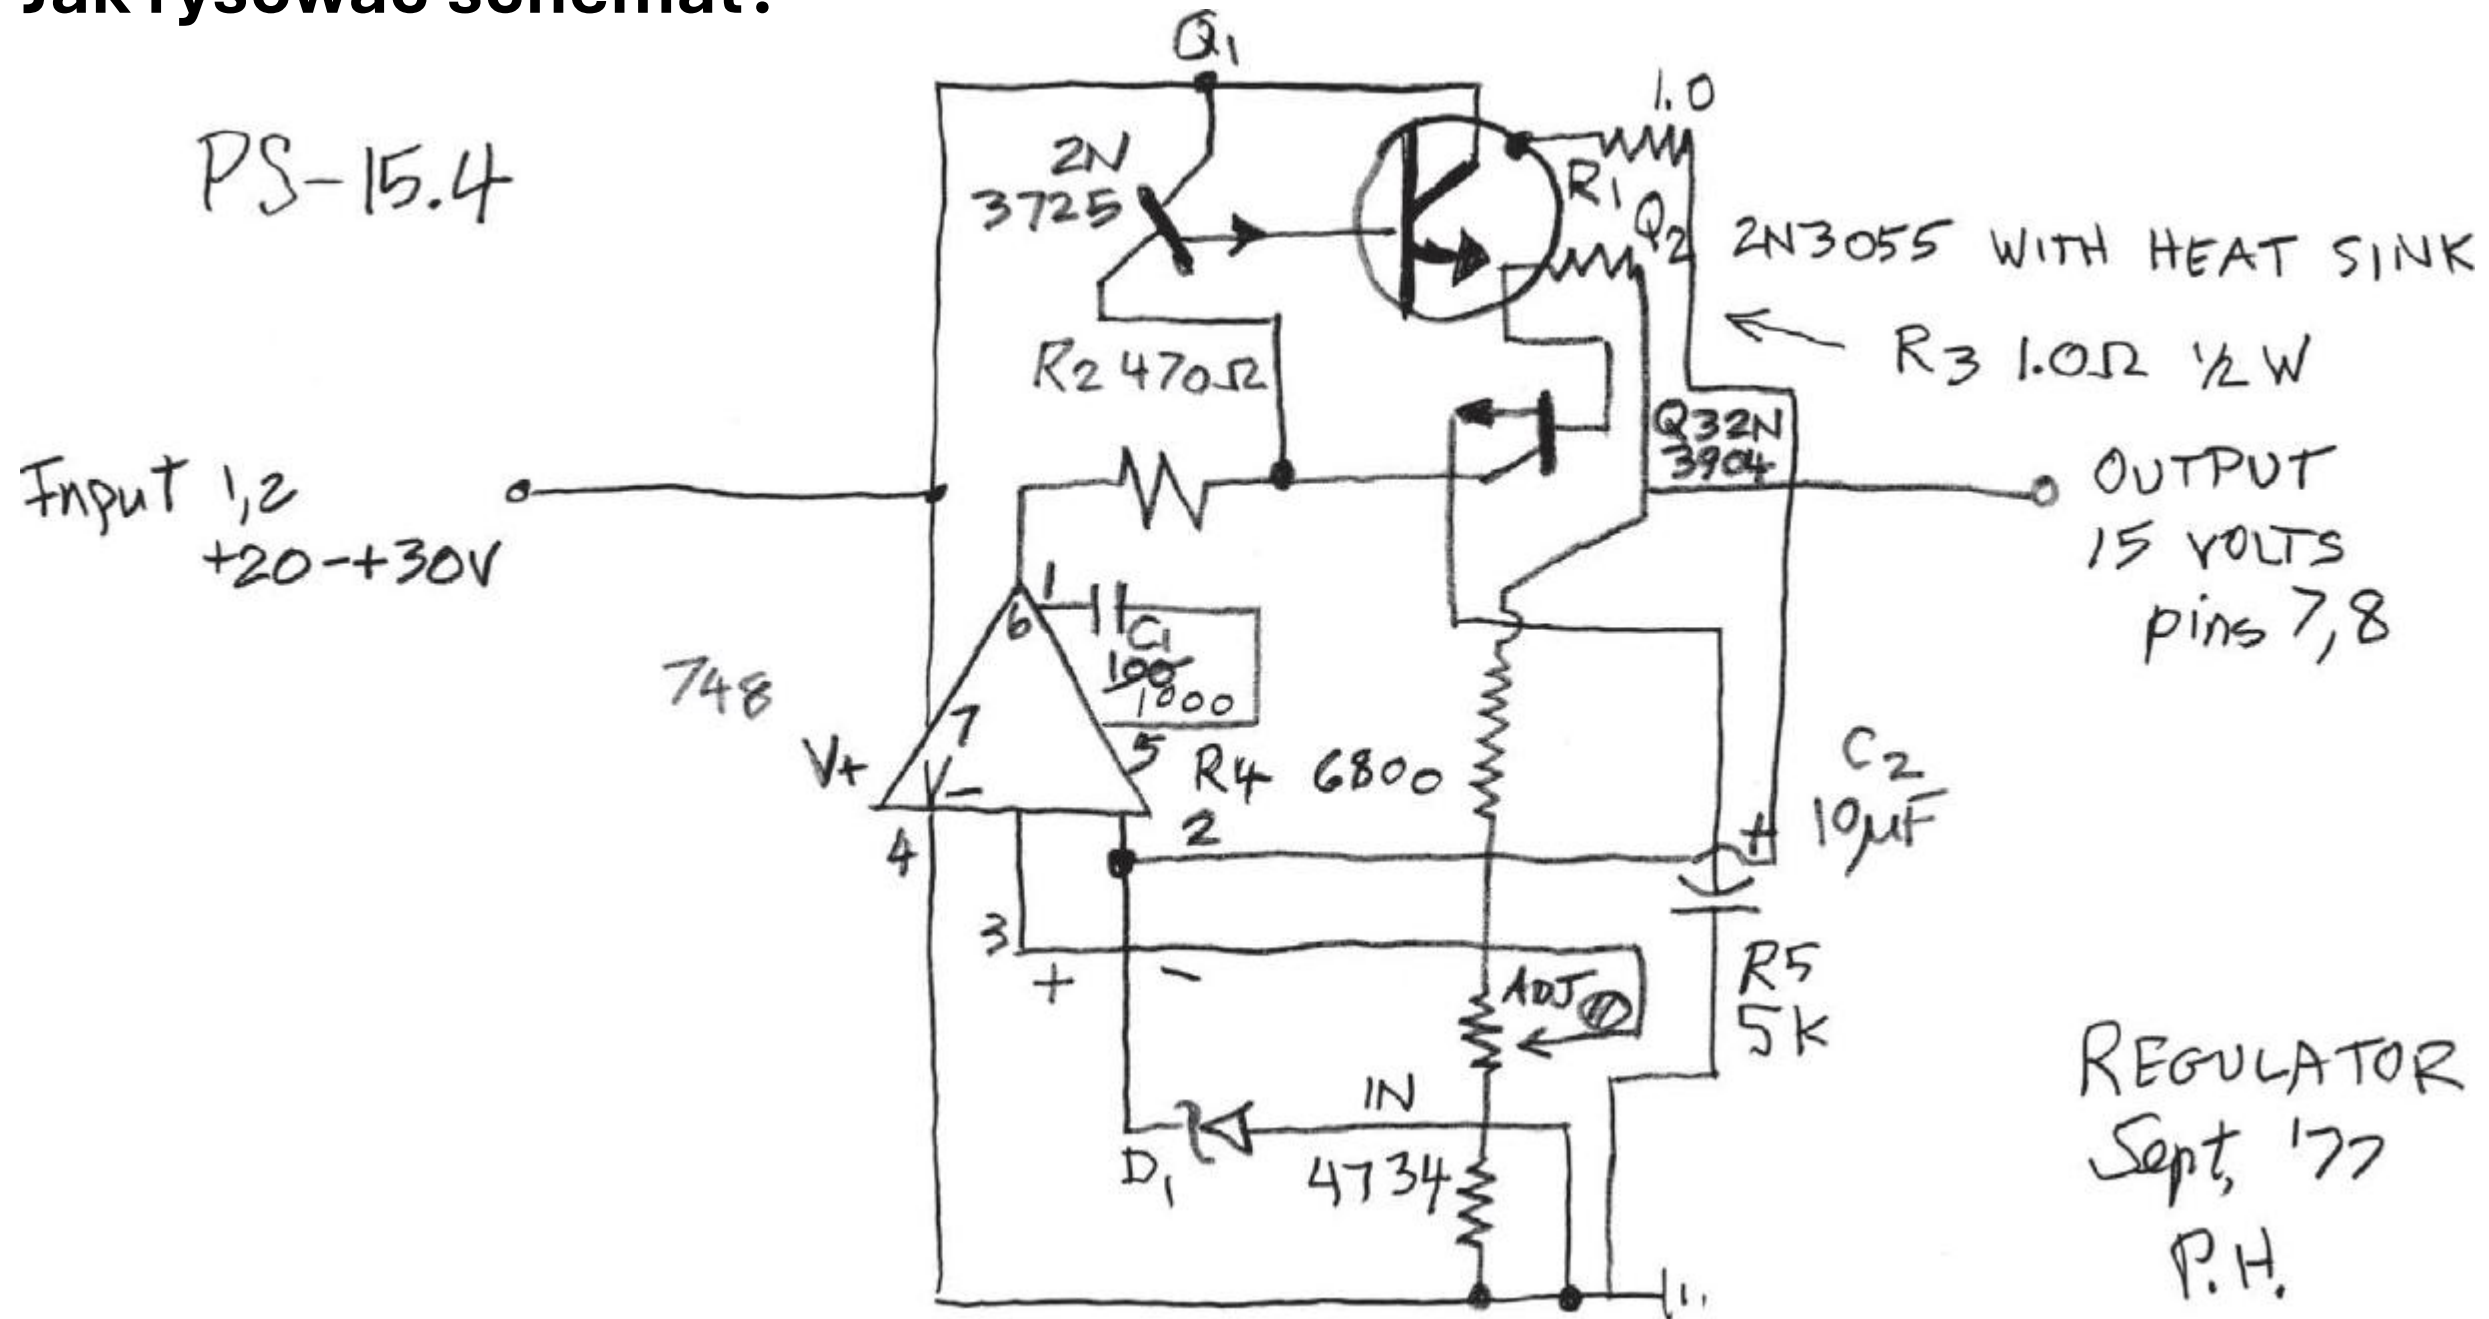 Jak rysować schemat?
Q1
1.0
PS-15.4
2N
3725
R1
Q2
2N3055 WITH HEAT SINK
R3 1.0Ω 1/2 W
R2 470Ω
Q3 2N
3904
Input 1,2
+20-+30V
OUTPUT
15 VOLTS
pins 7,8
1
6
C1
100
1000
748
7
V+
V-
5
R4 6800
C2
10µF
2
+
4
3
+
-
ADJ
R5
5K
IN
D1
4734
REGULATOR
Sept, '77
P.H.